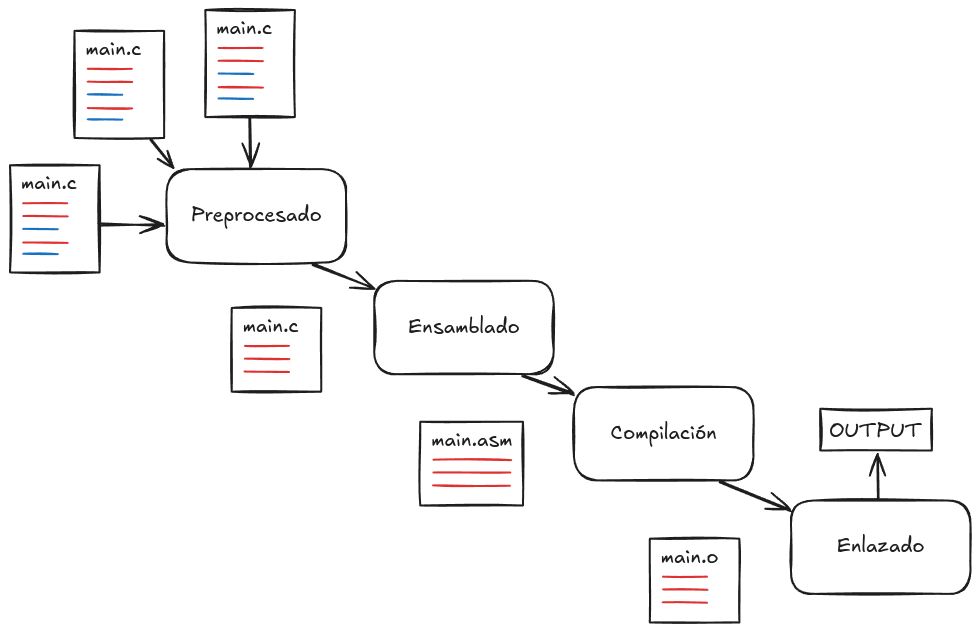 main.c
main.c
main.c
Preprocesado
main.c
Ensamblado
main.asm
Compilación
OUTPUT
main.o
Enlazado